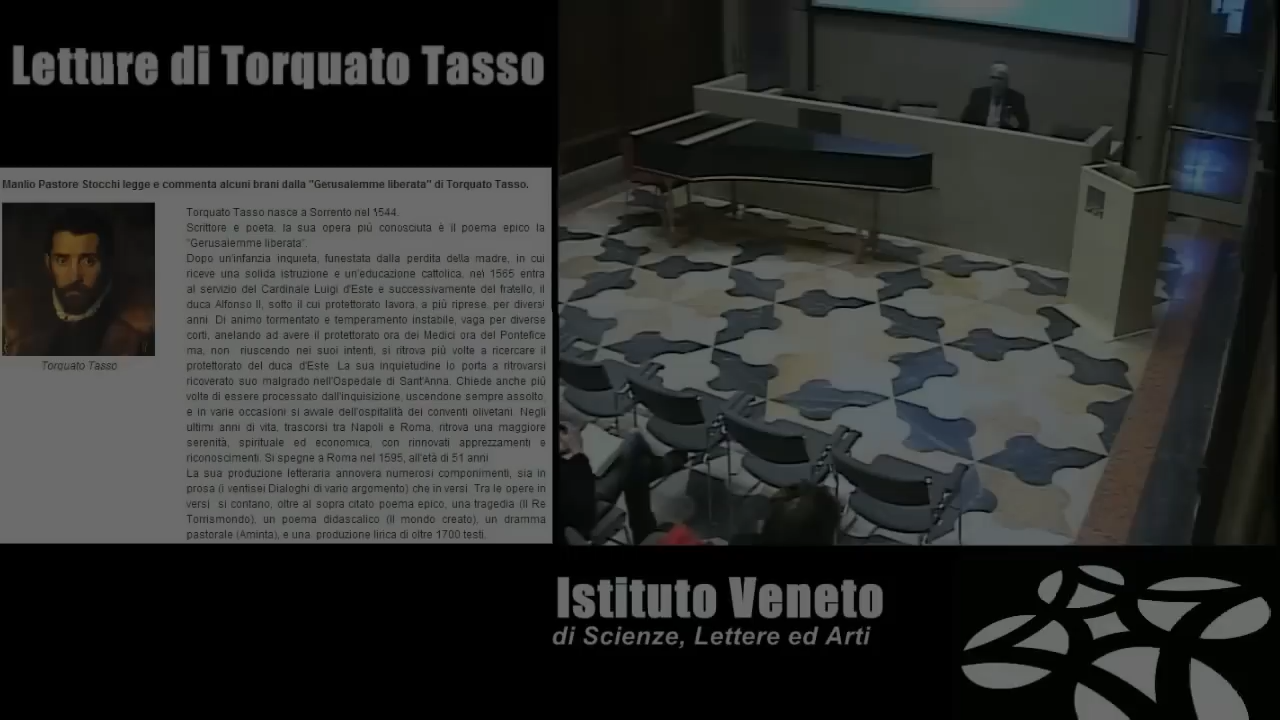 Letture di Torquato Tasso
Manlio Pastore Stocchi legge e commenta alcuni brani dalla "Gerusalemme liberata" di Torquato Tasso.
Torquato Tasso
Torquato Tasso nasce a Sorrento nel 1544.
Scrittore e poeta, la sua opera più conosciuta è il poema epico la
"Gerusalemme liberata".
Dopo un'infanzia inquieta, funestata dalla perdita della madre, in cui
riceve una solida istruzione e un'educazione cattolica, nel 1565 entra
al servizio del Cardinale Luigi d'Este e successivamente del fratello, il
duca Alfonso II, sotto il cui protettorato lavora, a più riprese, per diversi
anni. Di animo tormentato e temperamento instabile, vaga per diverse
corti, anelando ad avere il protettorato ora dei Medici ora del Pontefice
ma, non riuscendo nei suoi intenti, si ritrova più volte a ricercare il
protettorato del duca d'Este. La sua inquietudine lo porta a ritrovarsi
ricoverato suo malgrado nell'Ospedale di Sant'Anna. Chiede anche più
volte di essere processato dall'inquisizione, uscendone sempre assolto,
e in varie occasioni si avvale dell'ospitalità dei conventi olivetani. Negli
ultimi anni di vita, trascorsi tra Napoli e Roma, ritrova una maggiore
serenità, spirituale ed economica, con rinnovati apprezzamenti e
riconoscimenti. Si spegne a Roma nel 1595, all'età di 51 anni.
La sua produzione letteraria annovera numerosi componimenti, sia in
prosa (i ventisei Dialoghi di vario argomento) che in versi. Tra le opere in
versi si contano, oltre al sopra citato poema epico, una tragedia (Il Re
Torrismondo), un poema didascalico (Il mondo creato), un dramma
pastorale (Aminta), e una produzione lirica di oltre 1700 testi.
Istituto Veneto
di Scienze, Lettere ed Arti